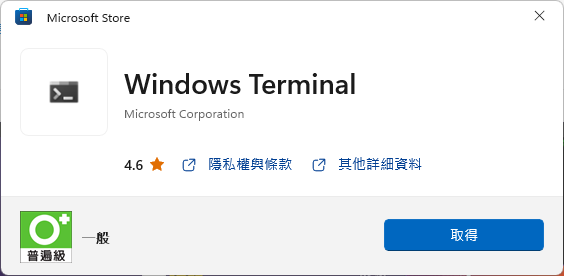 Microsoft Store
Windows Terminal
Microsoft Corporation
4.6 隱私權與條款 其他詳細資料
普遍級 一般 取得